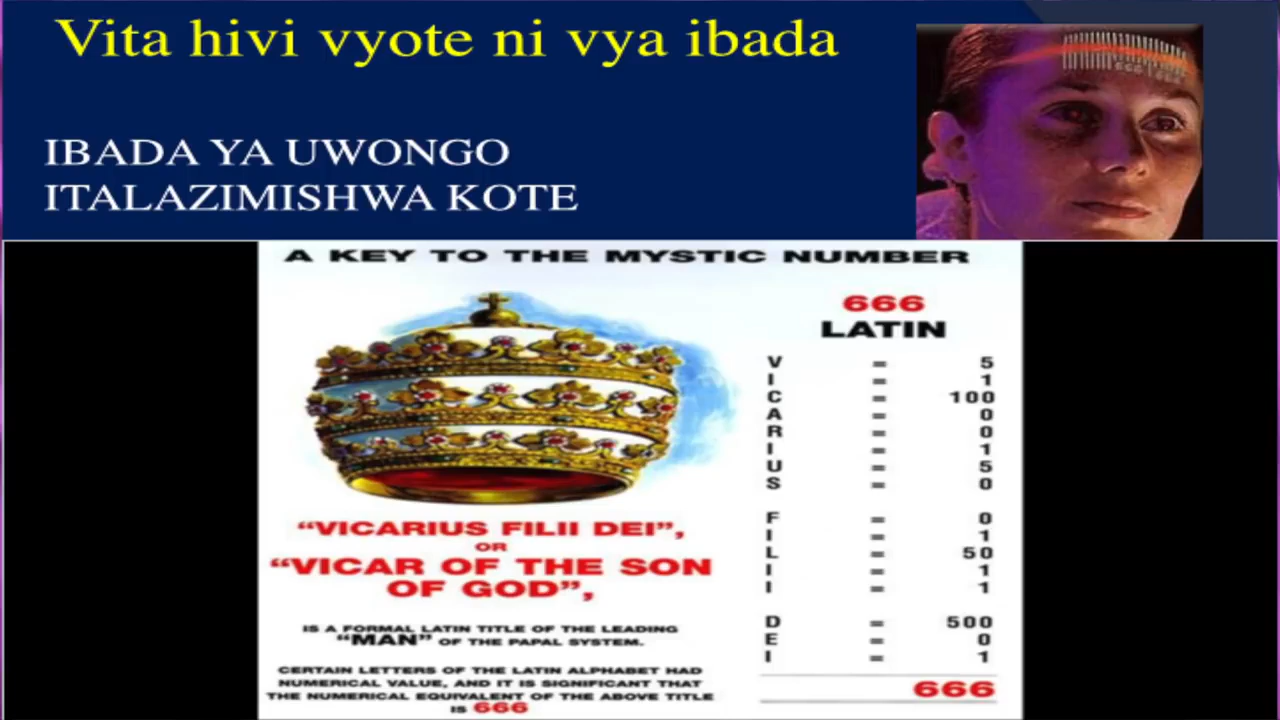 Vita hivi vyote ni vya ibada
IBADA YA UWONGO
ITALAZIMISHWA KOTE
A KEY TO THE MYSTIC NUMBER
666
LATIN
V = 5
I = 1
C = 100
A = 0
R = 0
I = 1
U = 5
S = 0
F = 0
I = 1
L = 50
I = 1
I = 1
D = 500
E = 0
I = 1
666
“VICARIUS FILII DEI”,
OR
“VICAR OF THE SON
OF GOD”,
IS A FORMAL LATIN TITLE OF THE LEADING
“MAN” OF THE PAPAL SYSTEM.
CERTAIN LETTERS OF THE LATIN ALPHABET HAD
NUMERICAL VALUE, AND IT IS SIGNIFICANT THAT
THE NUMERICAL EQUIVALENT OF THE ABOVE TITLE
IS 666